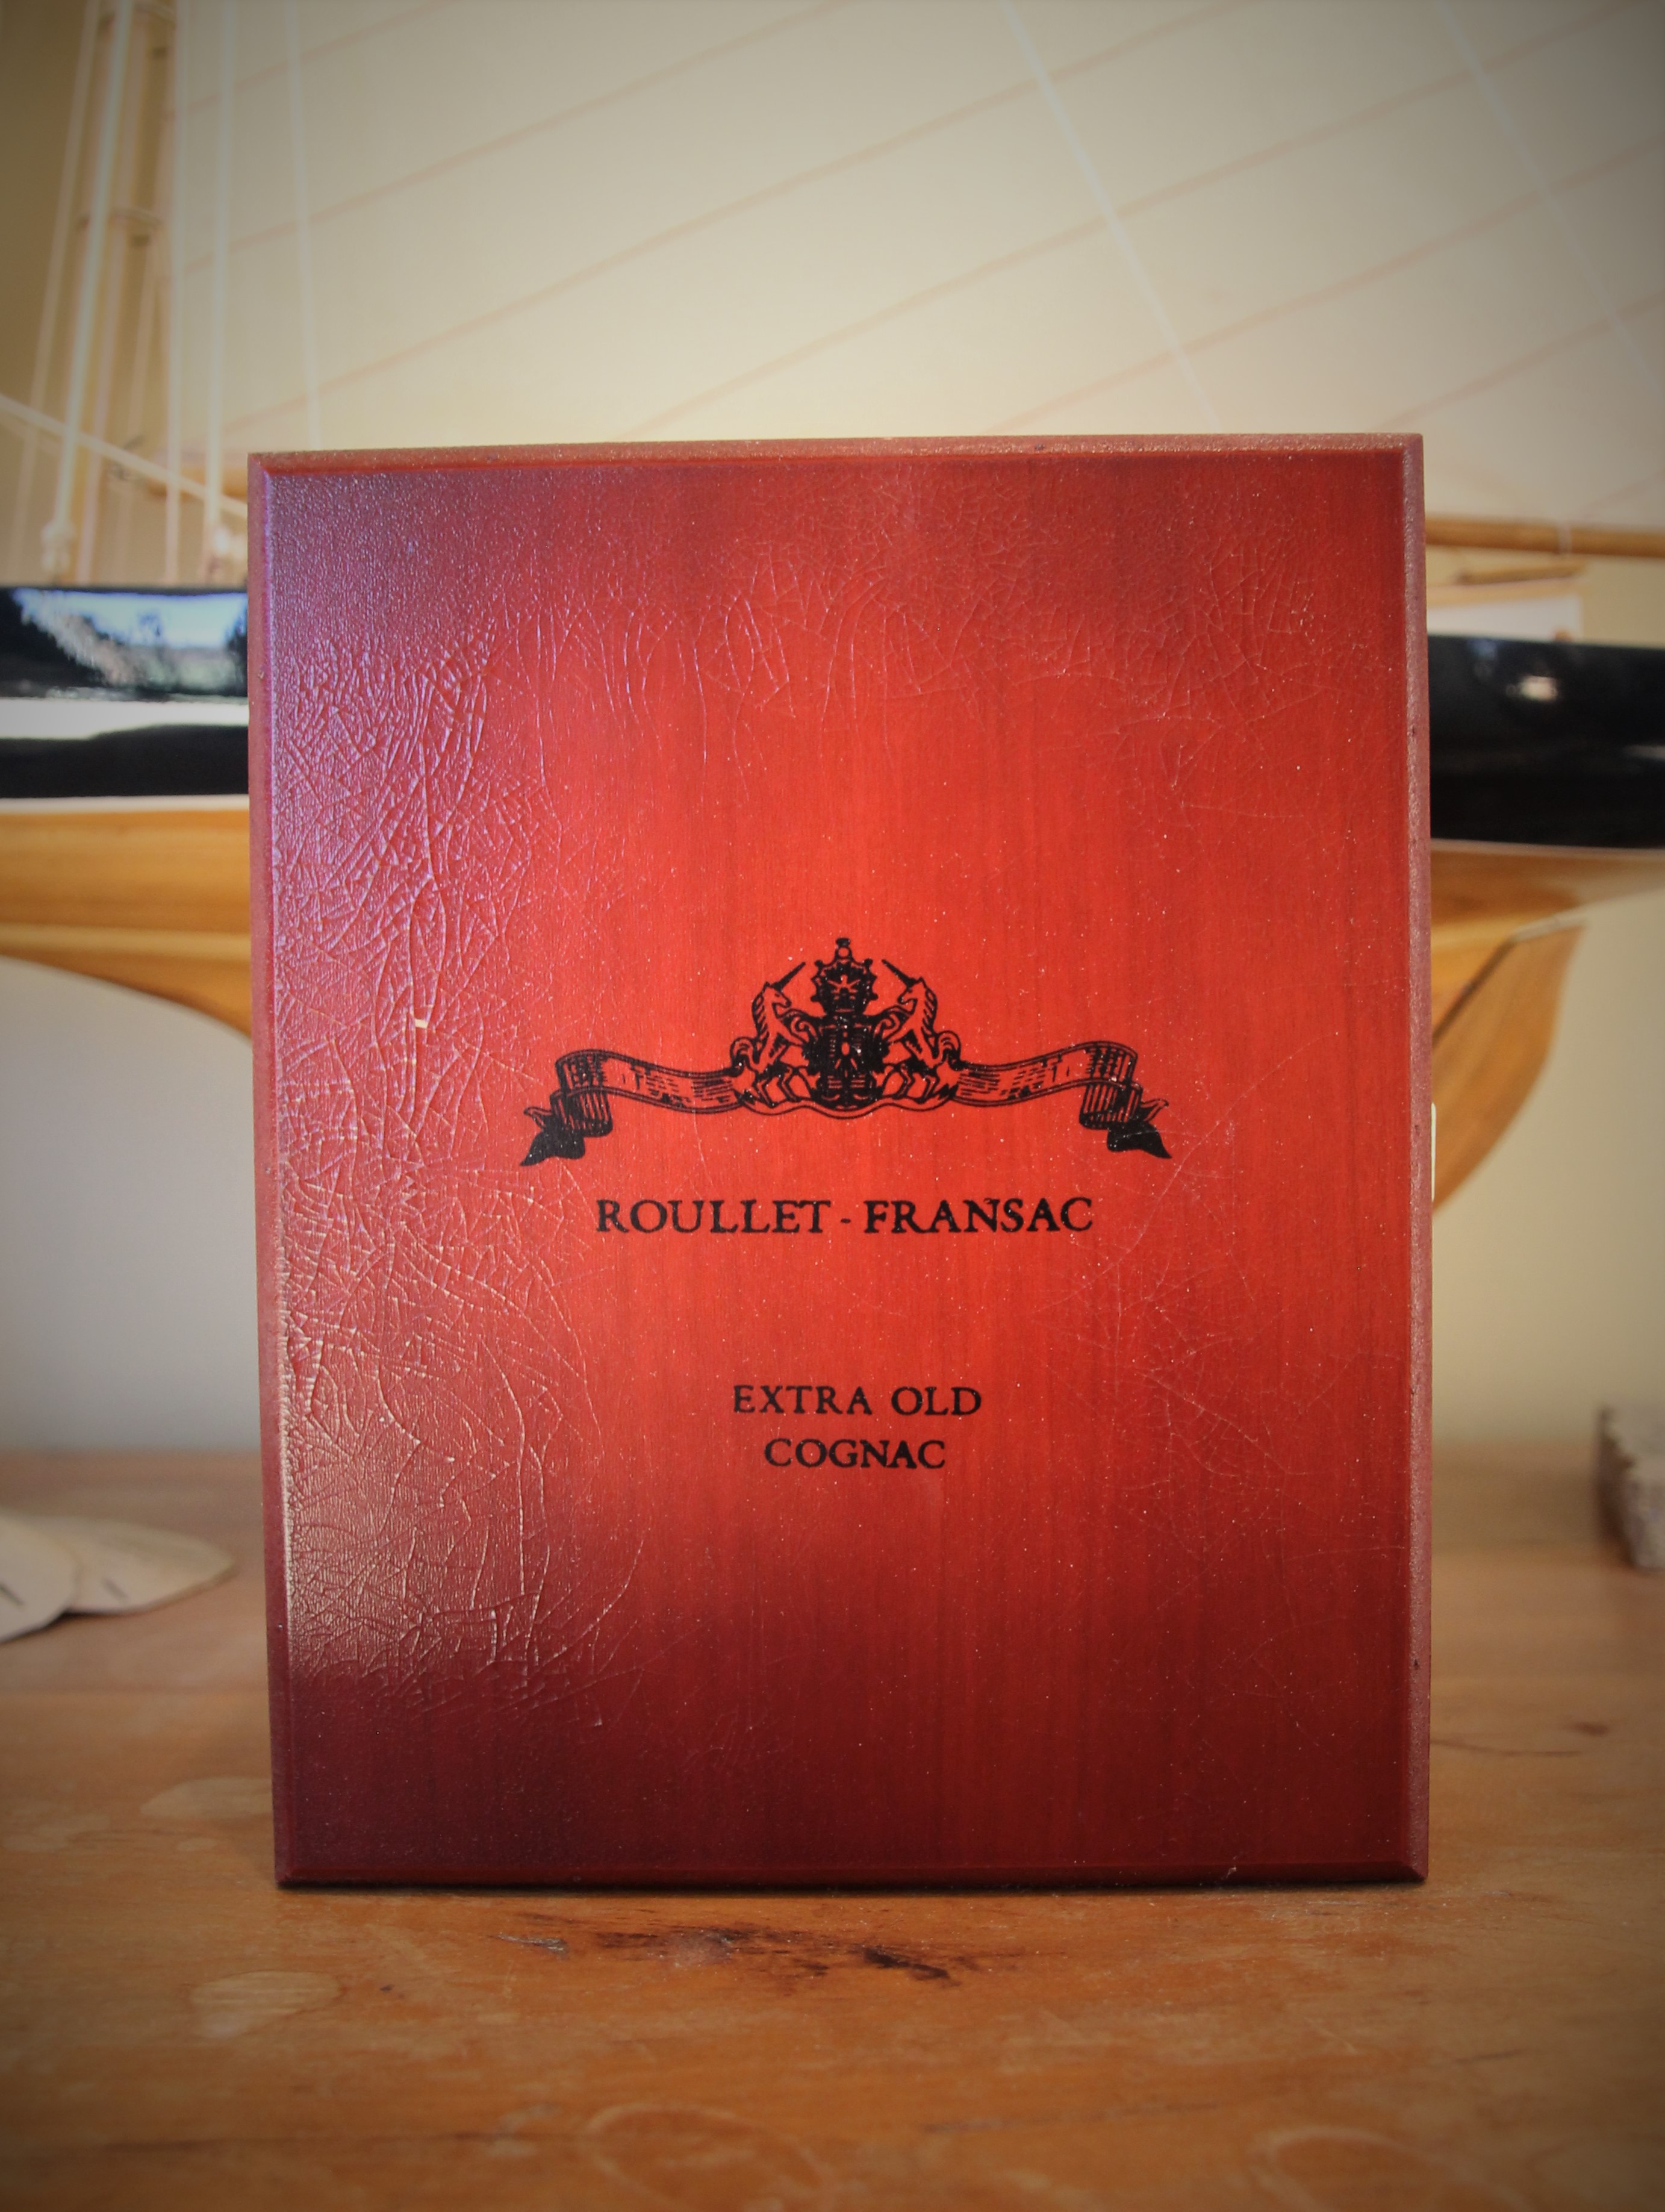 ROULLET - FRANSAC
EXTRA OLD
COGNAC